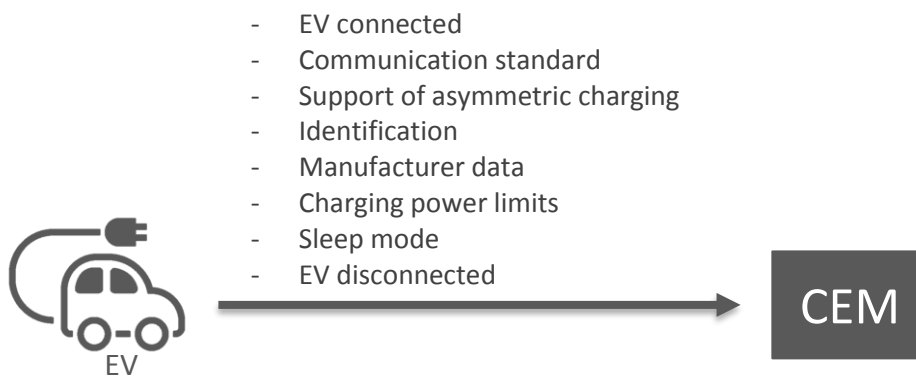 - EV connected
- Communication standard
- Support of asymmetric charging
- Identification
- Manufacturer data
- Charging power limits
- Sleep mode
- EV disconnected
CEM
EV